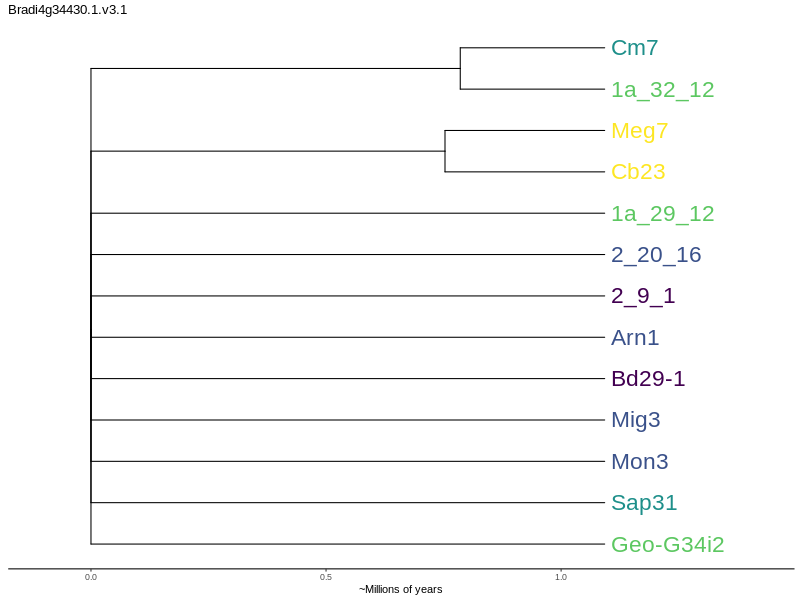 Bradi4g34430.1.v3.1
Cm7
1a_32_12
Meg7
Cb23
1a_29_12
2_20_16
2_9_1
Arn1
Bd29-1
Mig3
Mon3
Sap31
Geo-G34i2
0.0 0.5 1.0
~Millions of years